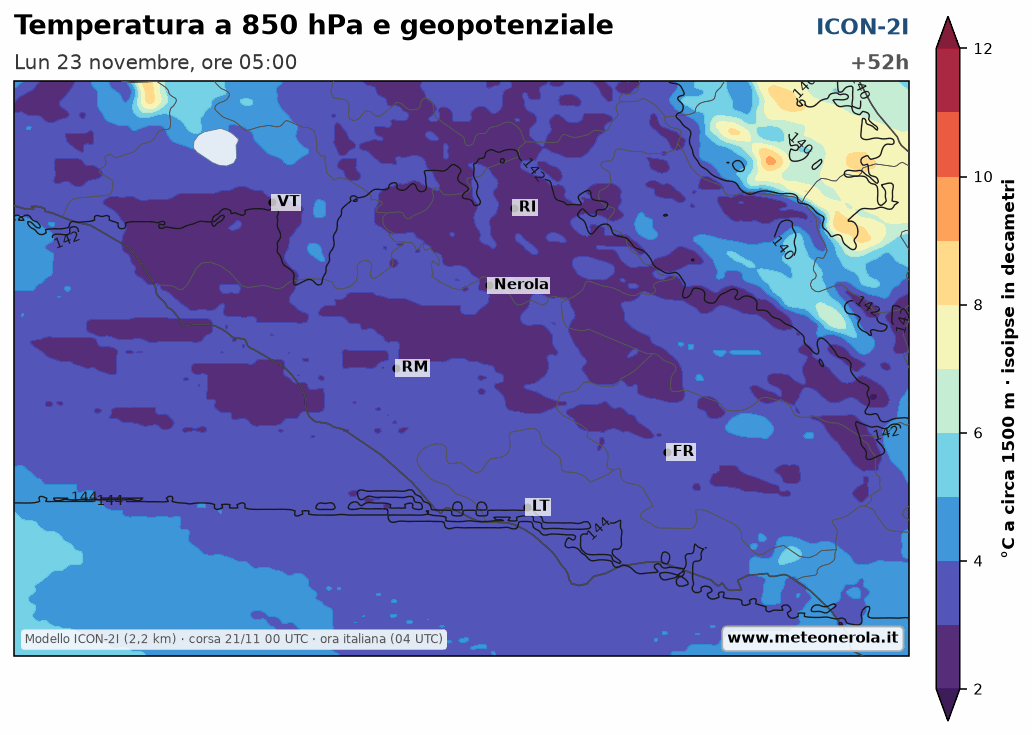 Temperatura a 850 hPa e geopotenziale
ICON-2I
Lun 23 novembre, ore 05:00
+52h
140
140
140
142
VT
RI
142
140
Nerola
142
142
RM
142
FR
144
144
LT
144
Modello ICON-2I (2,2 km) · corsa 21/11 00 UTC · ora italiana (04 UTC)
www.meteonerola.it
12
10
8
6
4
2
°C a circa 1500 m · isoipse in decametri